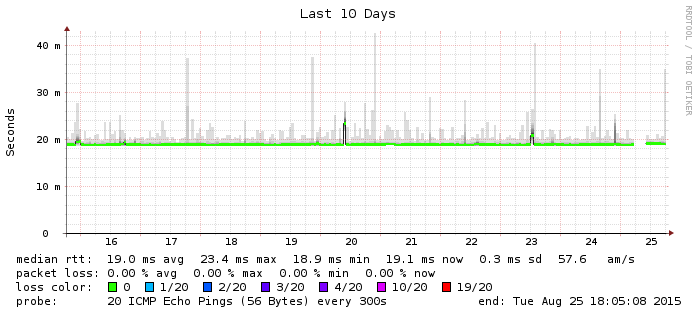 Last 10 Days
RRDTOOL / TOBI OETIKER
Seconds
40 m
30 m
20 m
10 m
0
16 17 18 19 20 21 22 23 24 25
median rtt: 19.0 ms avg 23.4 ms max 18.9 ms min 19.1 ms now 0.3 ms sd 57.6 am/s
packet loss: 0.00 % avg 0.00 % max 0.00 % min 0.00 % now
loss color: 0 1/20 2/20 3/20 4/20 10/20 19/20
probe: 20 ICMP Echo Pings (56 Bytes) every 300s end: Tue Aug 25 18:05:08 2015